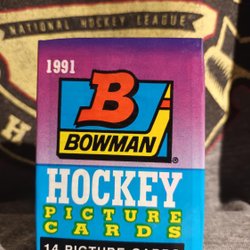 NATIONAL HOCKEY LEAGUE
1991
B
BOWMAN
®
HOCKEY
PICTURE
CARDS
14 PICTURE CARDS